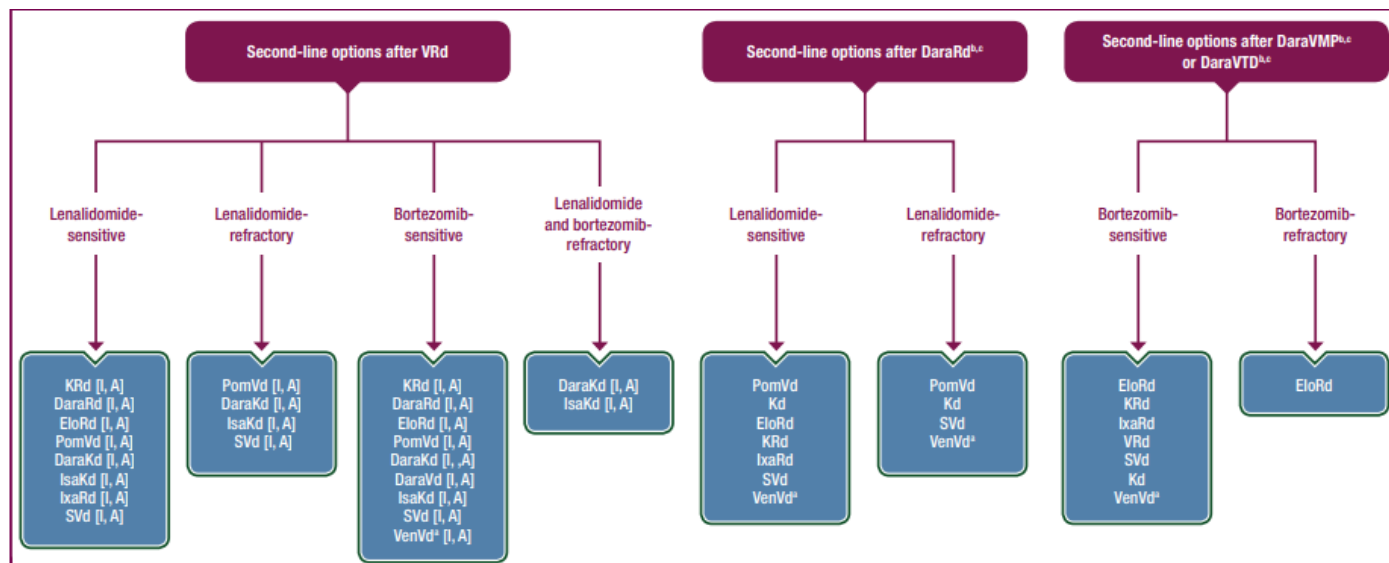 Second-line options after VRd
Second-line options after DaraRdᵇ,ᶜ
Second-line options after DaraVMPᵇ,ᶜ
or DaraVTDᵇ,ᶜ
Lenalidomide-
sensitive
Lenalidomide-
refractory
Bortezomib-
sensitive
Lenalidomide
and bortezomib-
refractory
Lenalidomide-
sensitive
Lenalidomide-
refractory
Bortezomib-
sensitive
Bortezomib-
refractory
KRd [I, A]
DaraRd [I, A]
EloRd [I, A]
PomVd [I, A]
DaraKd [I, A]
IsaKd [I, A]
IxaRd [I, A]
SVd [I, A]
PomVd [I, A]
DaraKd [I, A]
IsaKd [I, A]
SVd [I, A]
KRd [I, A]
DaraRd [I, A]
EloRd [I, A]
PomVd [I, A]
DaraKd [I, ,A]
DaraVd [I, A]
IsaKd [I, A]
SVd [I, A]
VenVdᵃ [I, A]
DaraKd [I, A]
IsaKd [I, A]
PomVd
Kd
EloRd
KRd
IxaRd
SVd
VenVdᵃ
PomVd
Kd
SVd
VenVdᵃ
EloRd
KRd
IxaRd
VRd
SVd
Kd
VenVdᵃ
EloRd